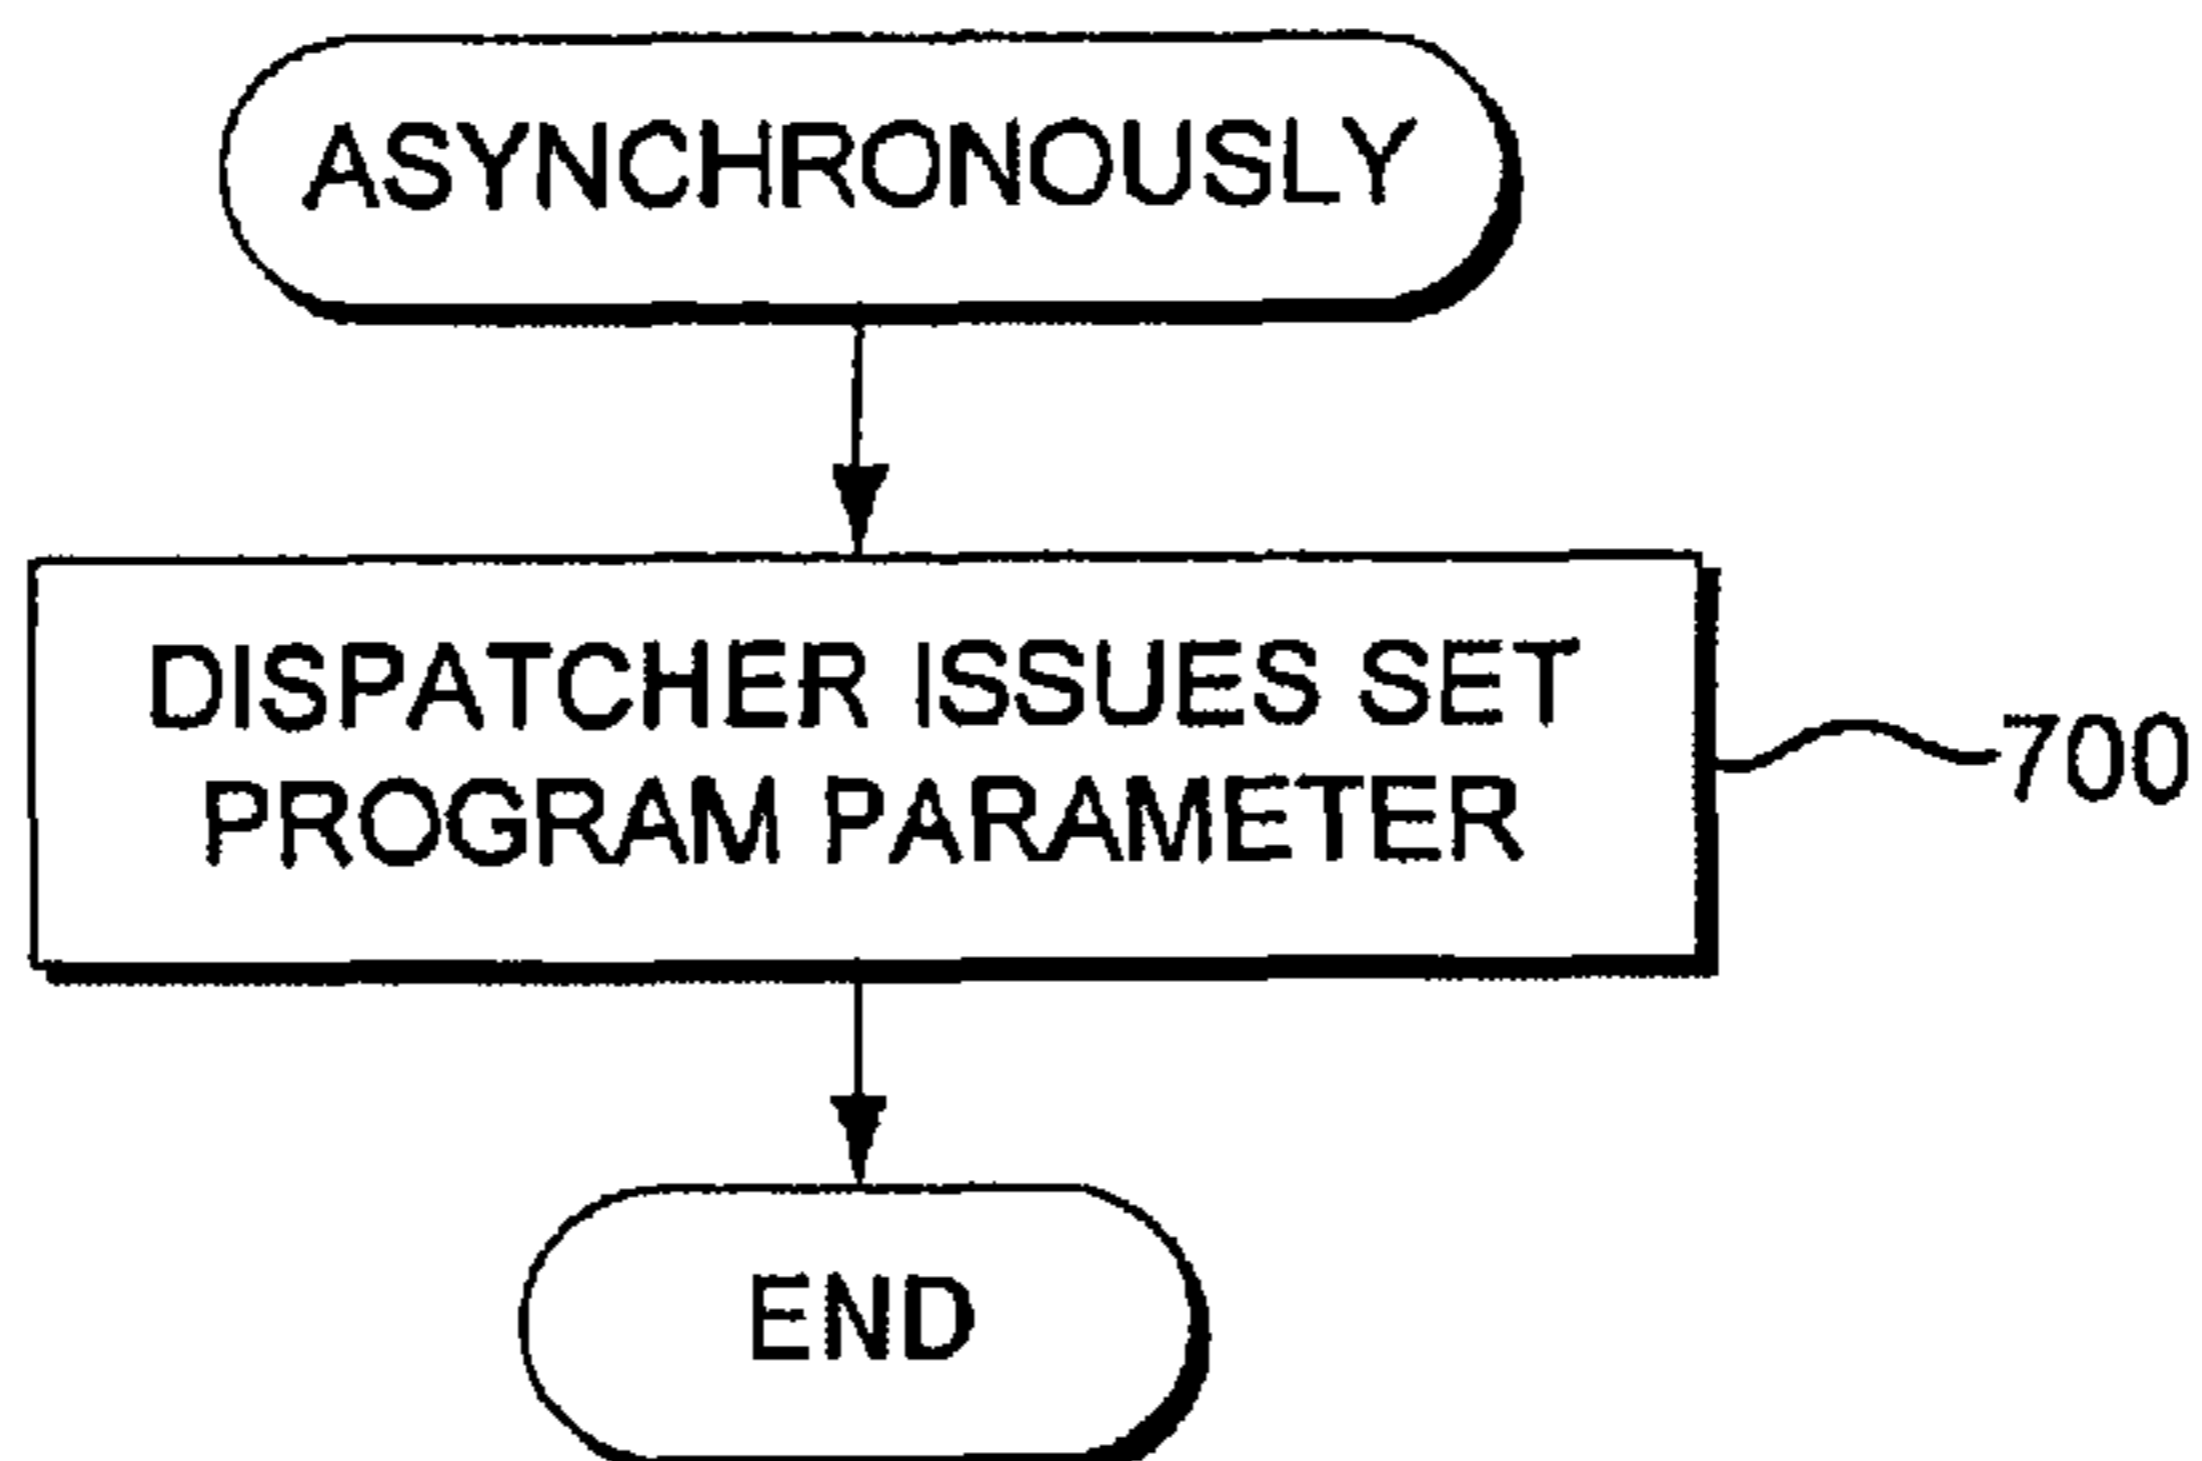 ASYNCHRONOUSLY
DISPATCHER ISSUES SET
PROGRAM PARAMETER
700
END